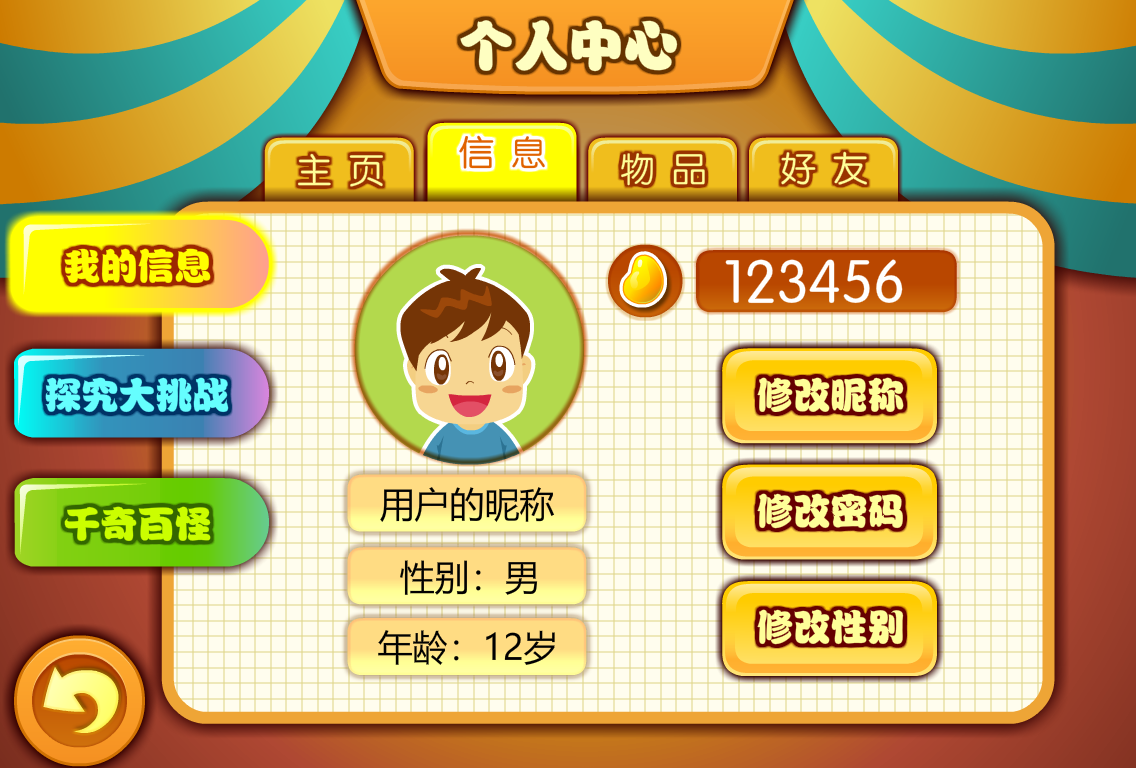 个人中心
主页
信息
物品
好友
我的信息
探究大挑战
千奇百怪
123456
用户的昵称
性别：男
年龄：12岁
修改昵称
修改密码
修改性别